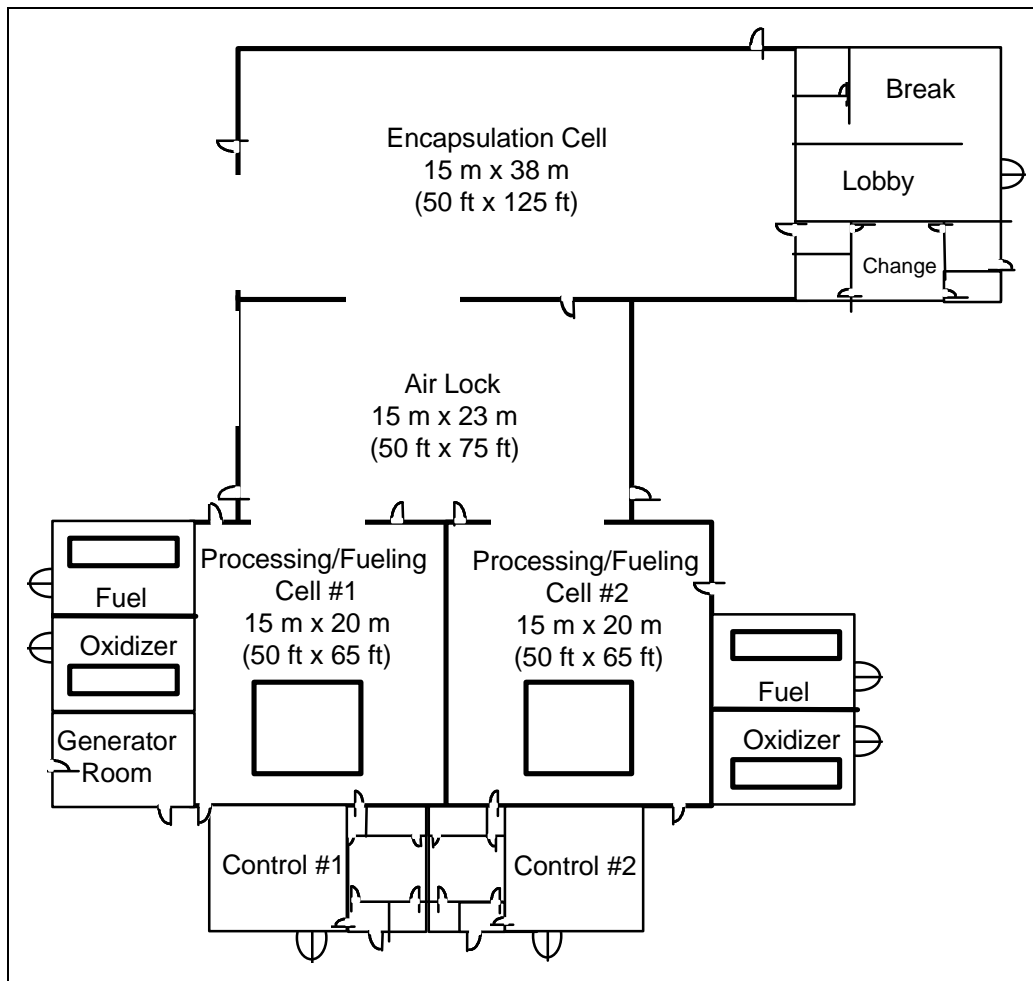 Break
Encapsulation Cell
15 m x 38 m
(50 ft x 125 ft)
Lobby
Change
Air Lock
15 m x 23 m
(50 ft x 75 ft)
Processing/Fueling
Cell #1
15 m x 20 m
(50 ft x 65 ft)
Processing/Fueling
Cell #2
15 m x 20 m
(50 ft x 65 ft)
Fuel
Oxidizer
Generator
Room
Fuel
Oxidizer
Control #1
Control #2